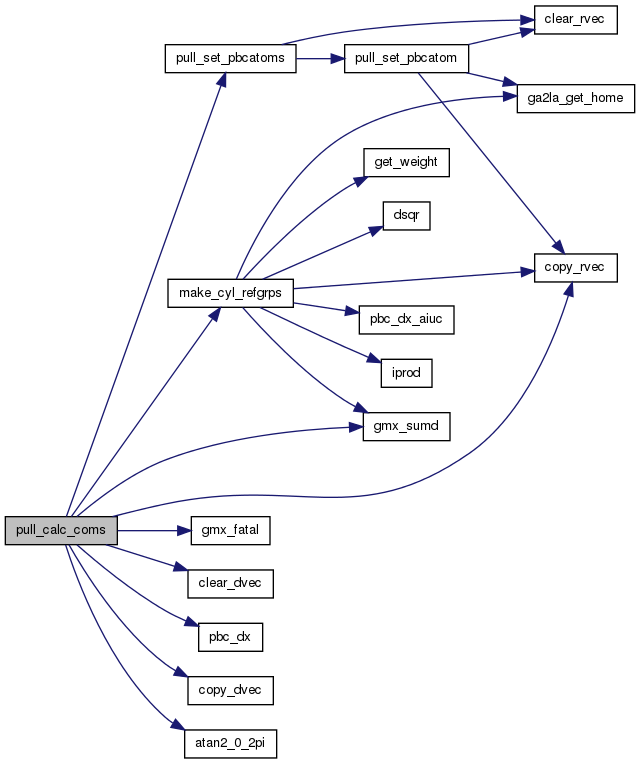 clear_rvec
pull_set_pbcatoms
pull_set_pbcatom
ga2la_get_home
get_weight
dsqr
copy_rvec
make_cyl_refgrps
pbc_dx_aiuc
iprod
gmx_sumd
pull_calc_coms
gmx_fatal
clear_dvec
pbc_dx
copy_dvec
atan2_0_2pi